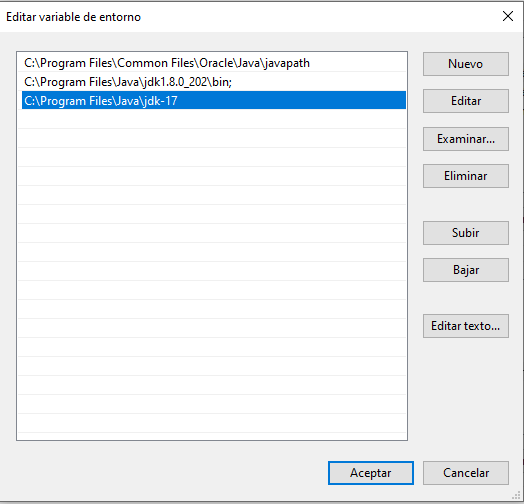 Editar variable de entorno
C:\Program Files\Common Files\Oracle\Java\javapath
C:\Program Files\Java\jdk1.8.0_202\bin;
C:\Program Files\Java\jdk-17
Nuevo
Editar
Examinar...
Eliminar
Subir
Bajar
Editar texto...
Aceptar
Cancelar